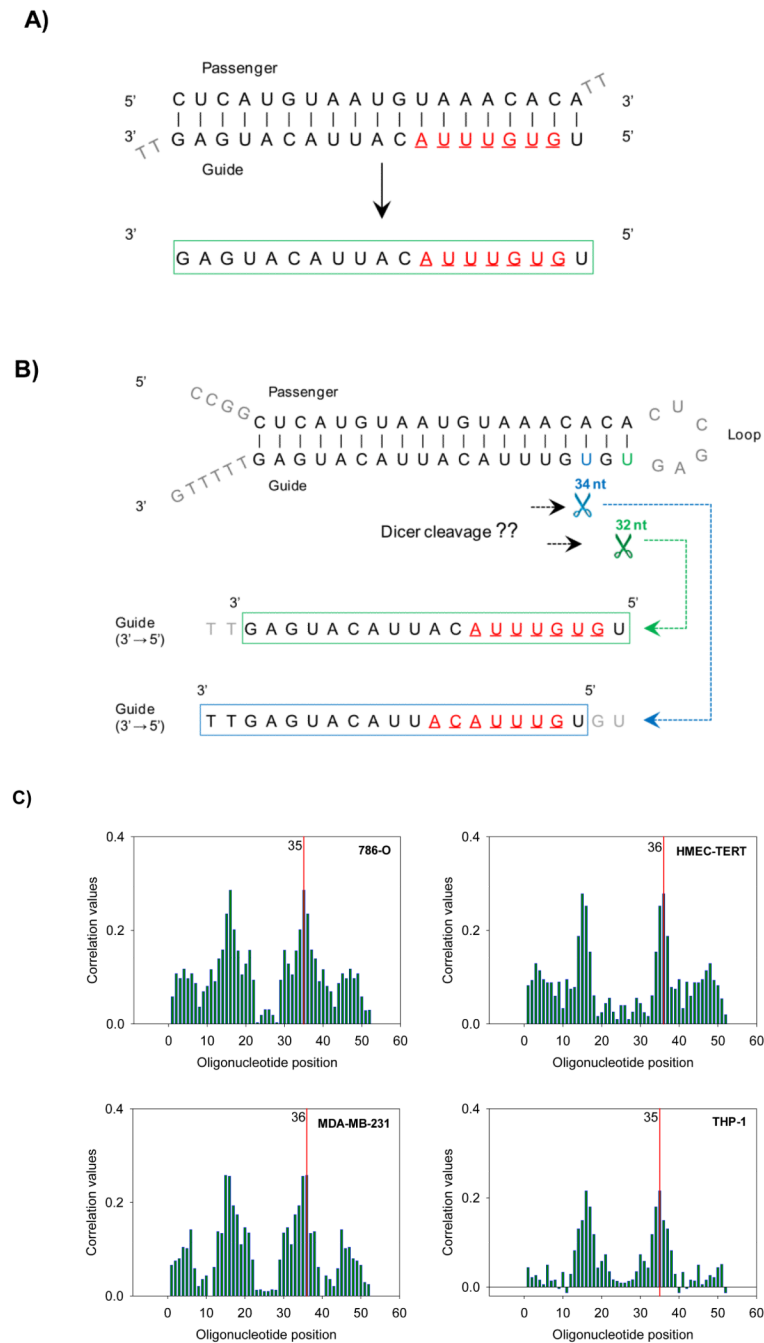 A)
Passenger
5' C U C A U G U A A U G U A A A C A C A TT 3'
3' TT G A G U A C A U U A C A U U U G U G U 5'
Guide
3' 5'
G A G U A C A U U A C A U U U G U G U
B)
5'
Passenger
C C G G C U C A U G U A A U G U A A A C A C A C U C
Loop
G T T T T T G A G U A C A U U A C A U U U G U G U G A G
3'
Guide
34 nt
Dicer cleavage ??
32 nt
3' 5'
Guide
(3'→5')
T T G A G U A C A U U A C A U U U G U G U
3' 5'
Guide
(3'→5')
T T G A G U A C A U U A C A U U U G U G U
C)
0.4
0.2
0.0
Correlation values
35
786-O
0 10 20 30 40 50 60
Oligonucleotide position
0.4
0.2
0.0
Correlation values
36
HMEC-TERT
0 10 20 30 40 50 60
Oligonucleotide position
0.4
0.2
0.0
Correlation values
36
MDA-MB-231
0 10 20 30 40 50 60
Oligonucleotide position
0.4
0.2
0.0
Correlation values
35
THP-1
0 10 20 30 40 50 60
Oligonucleotide position